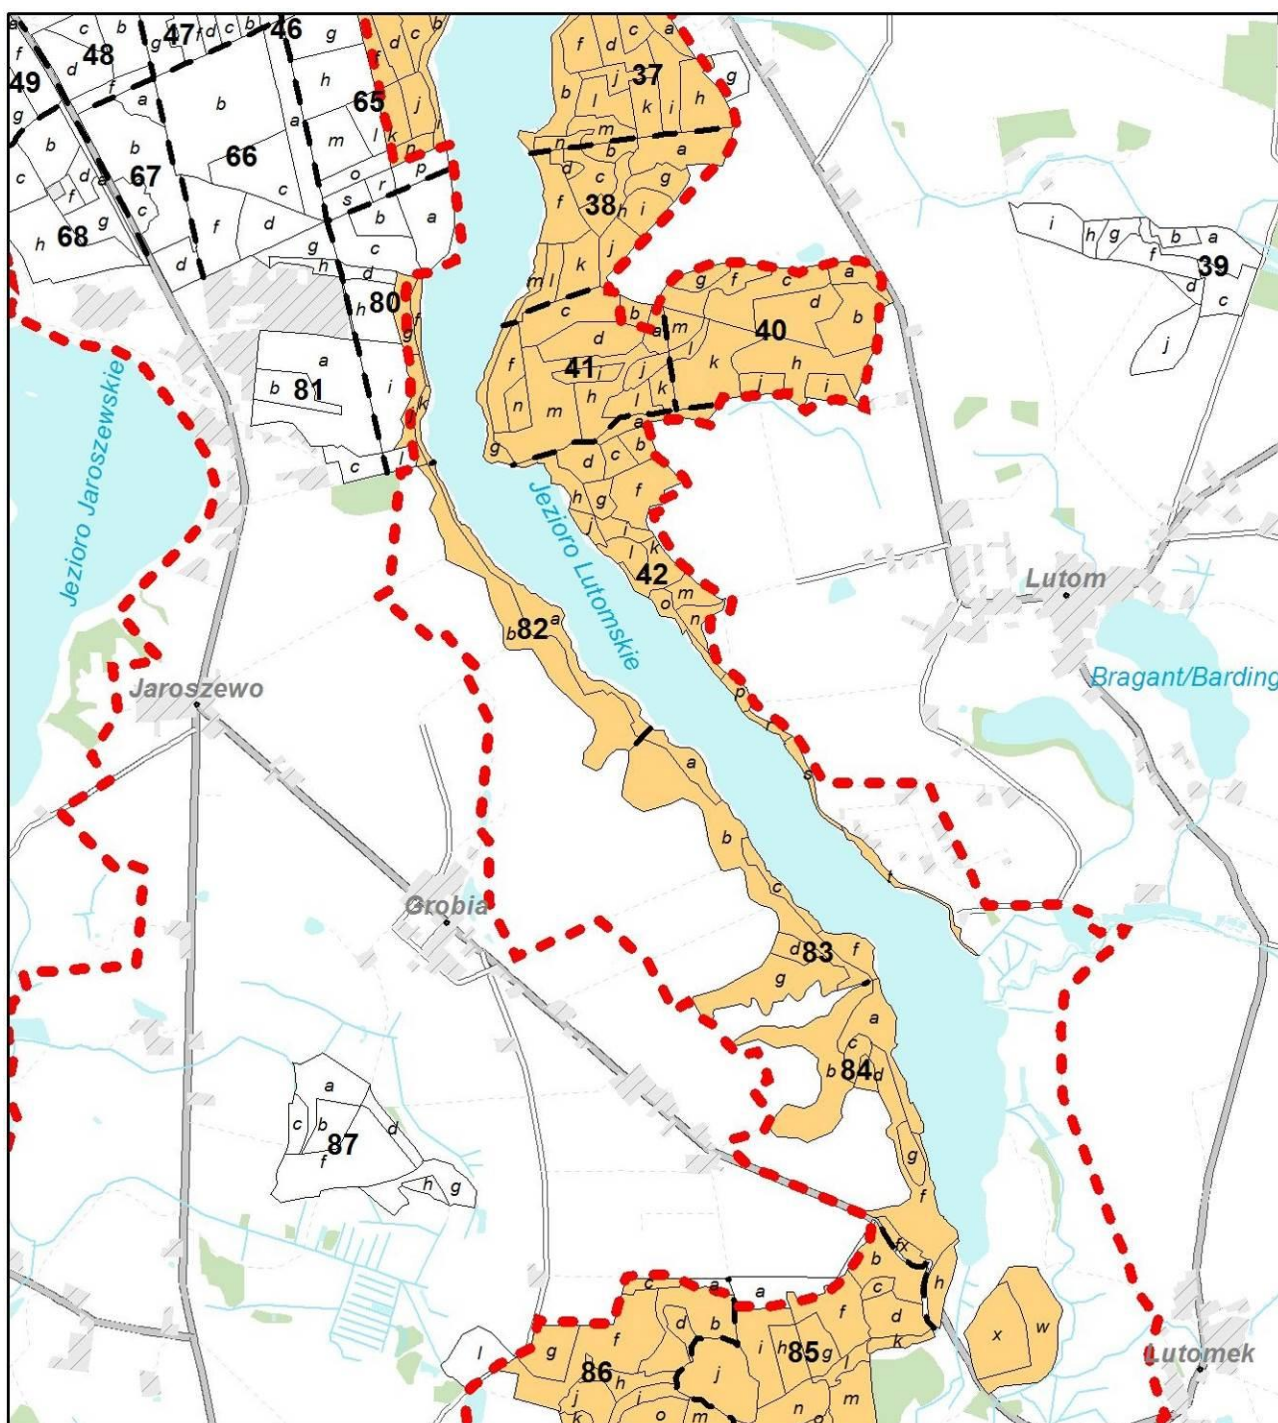 48
47
46
49
37
65
66
67
68
38
39
80
40
41
81
42
82
83
84
87
85
86
Jezioro Jaroszewskie
Jezioro Lutomskie
Lutom
Bragant/Barding
Jaroszewo
Grobia
Lutomek
a
c
b
g
f
d
c
b
g
f
d
h
a
b
a
m
l
k
n
o
p
r
s
f
d
c
a
b
j
l
k
i
h
g
m
n
b
a
d
c
g
f
h
i
j
k
l
m
i
h
g
f
b
a
d
c
j
a
b
c
d
f
g
h
i
k
l
g
f
c
a
d
b
h
k
l
m
j
i
c
b
a
d
f
n
m
h
i
j
l
k
g
a
b
c
d
f
h
g
j
i
l
k
m
o
n
p
r
s
t
a
b
a
b
c
d
f
g
a
c
b
d
g
f
fx
h
x
w
a
c
b
d
f
h
g
l
c
a
f
d
b
g
h
j
i
k
o
m
a
b
c
d
f
k
i
h
g
l
j
n
o
m